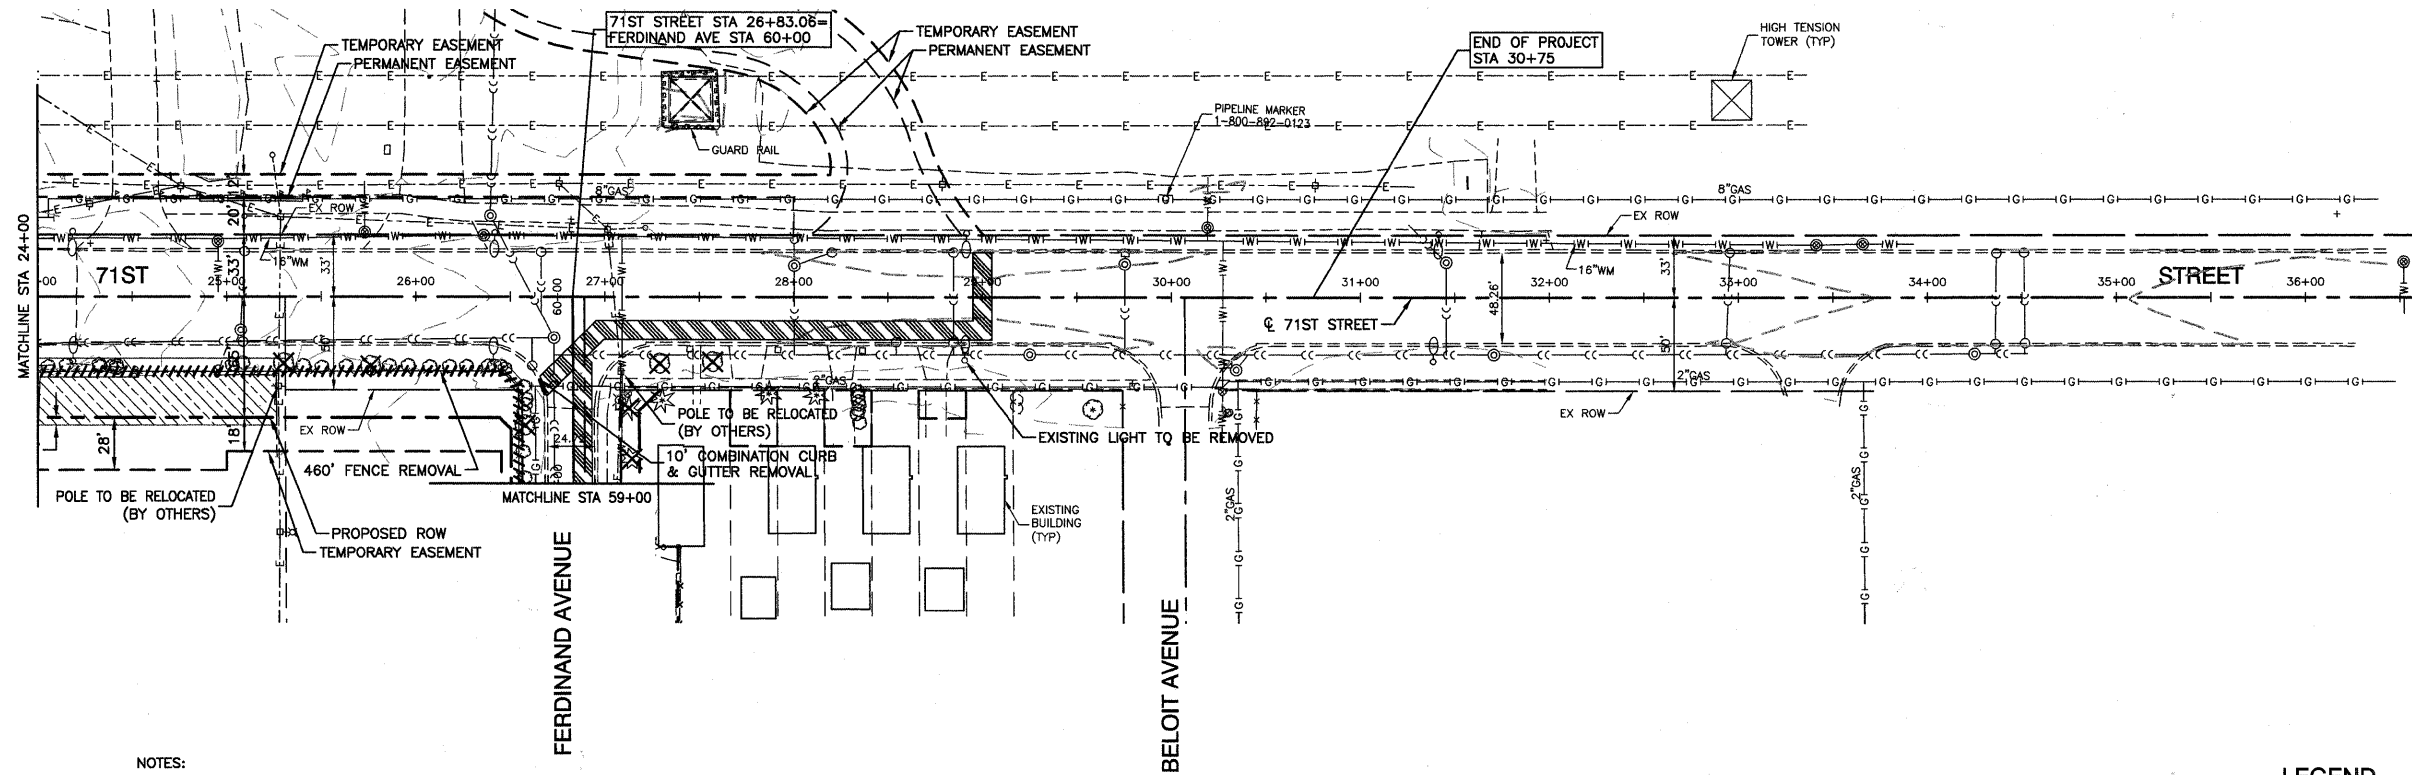 71ST STREET STA 26+83.06=
FERDINAND AVE STA 60+00
TEMPORARY EASEMENT
PERMANENT EASEMENT
TEMPORARY EASEMENT
PERMANENT EASEMENT
END OF PROJECT
STA 30+75
HIGH TENSION
TOWER (TYP)
PIPELINE MARKER
1-800-892-0123
GUARD RAIL
8"GAS
8"GAS
12'
20'
EX ROW
EX ROW
16"WM
16"WM
33'
33'
33'
MATCHLINE STA 24+00
71ST
STREET
25+00
26+00
27+00
28+00
29+00
30+00
31+00
32+00
33+00
34+00
35+00
36+00
60+00
℄ 71ST STREET
48.26'
50'
50'
2"GAS
EX ROW
EX ROW
28'
18'
460' FENCE REMOVAL
POLE TO BE RELOCATED
(BY OTHERS)
POLE TO BE RELOCATED
(BY OTHERS)
10' COMBINATION CURB
& GUTTER REMOVAL
EXISTING LIGHT TO BE REMOVED
MATCHLINE STA 59+00
PROPOSED ROW
TEMPORARY EASEMENT
EXISTING
BUILDING
(TYP)
2"GAS
2"GAS
FERDINAND AVENUE
BELOIT AVENUE
NOTES:
LEGEND